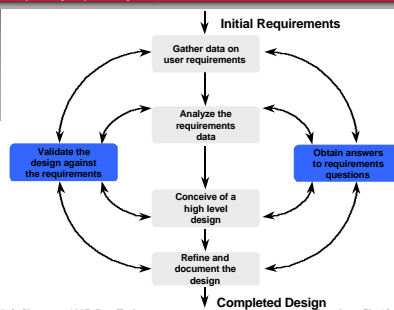 Initial Requirements
Gather data on
user requirements
Analyze the
requirements
data
Validate the
design against
the requirements
Obtain answers
to requirements
questions
Conceive of a
high level
design
Refine and
document the
design
Completed Design